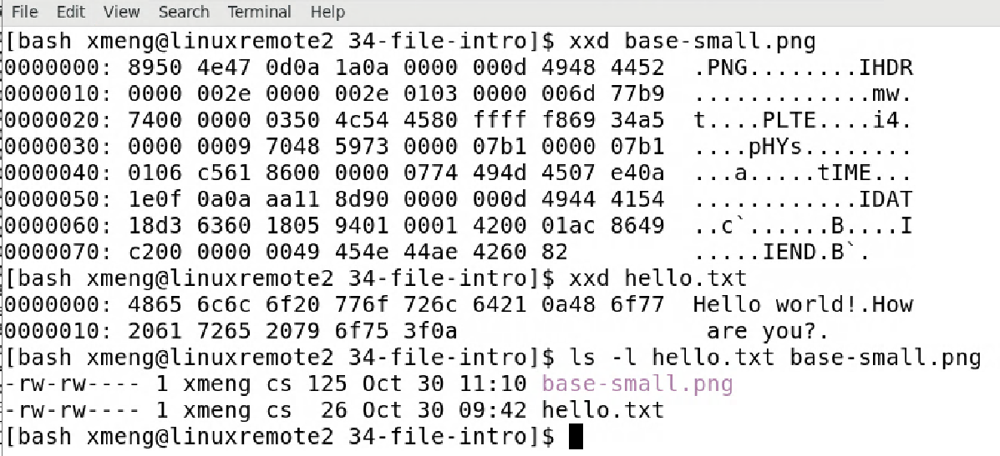 File Edit View Search Terminal Help
[bash xmeng@linuxremote2 34-file-intro]$ xxd base-small.png
0000000: 8950 4e47 0d0a 1a0a 0000 000d 4948 4452  .PNG........IHDR
0000010: 0000 002e 0000 002e 0103 0000 006d 77b9  .............mw.
0000020: 7400 0000 0350 4c54 4580 ffff f869 34a5  t....PLTE....i4.
0000030: 0000 0009 7048 5973 0000 07b1 0000 07b1  ....pHYs........
0000040: 0106 c561 8600 0000 0774 494d 4507 e40a  ...a.....tIME...
0000050: 1e0f 0a0a aa11 8d90 0000 000d 4944 4154  ............IDAT
0000060: 18d3 6360 1805 9401 0001 4200 01ac 8649  ..c`......B....I
0000070: c200 0000 0049 454e 44ae 4260 82         .....IEND.B`.
[bash xmeng@linuxremote2 34-file-intro]$ xxd hello.txt
0000000: 4865 6c6c 6f20 776f 726c 6421 0a48 6f77  Hello world!.How
0000010: 2061 7265 2079 6f75 3f0a                  are you?.
[bash xmeng@linuxremote2 34-file-intro]$ ls -l hello.txt base-small.png
-rw-rw---- 1 xmeng cs 125 Oct 30 11:10 base-small.png
-rw-rw---- 1 xmeng cs  26 Oct 30 09:42 hello.txt
[bash xmeng@linuxremote2 34-file-intro]$